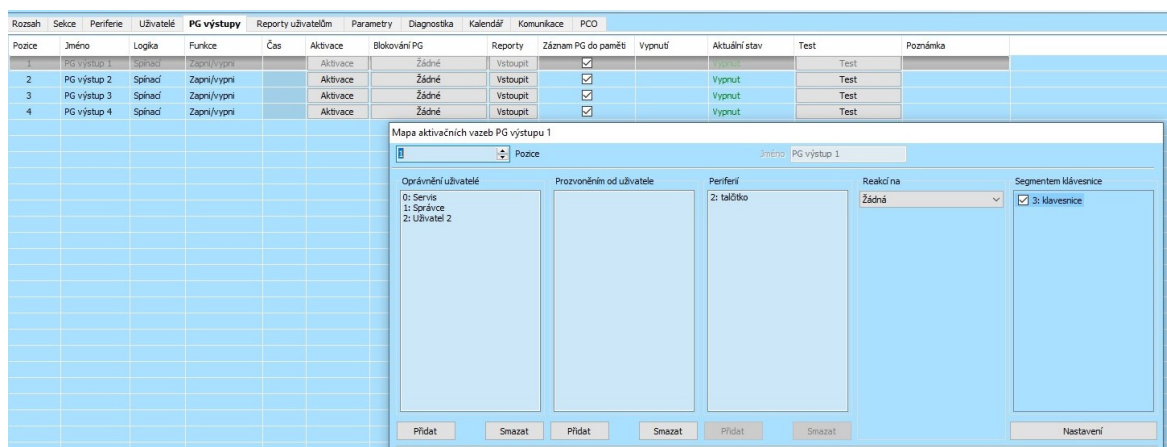 Rozsah Sekce Periferie Uživatelé PG výstupy Reporty uživatelům Parametry Diagnostika Kalendář Komunikace PCO
Pozice Jméno Logika Funkce Čas Aktivace Blokování PG Reporty Záznam PG do paměti Vypnutí Aktuální stav Test Poznámka
1 PG výstup 1 Spínací Zapni/vypni Aktivace Žádné Vstoupit Vypnut Test
2 PG výstup 2 Spínací Zapni/vypni Aktivace Žádné Vstoupit Vypnut Test
3 PG výstup 3 Spínací Zapni/vypni Aktivace Žádné Vstoupit Vypnut Test
4 PG výstup 4 Spínací Zapni/vypni Aktivace Žádné Vstoupit Vypnut Test
Mapa aktivačních vazeb PG výstupu 1
1 Pozice Jméno PG výstup 1
Oprávnění uživatelé Prozvoněním od uživatele Periferií Reakcí na Segmentem klávesnice
0: Servis 2: talčitko Žádná 3: klavesnice
1: Správce
2: Uživatel 2
Přidat Smazat Přidat Smazat Přidat Smazat Nastavení